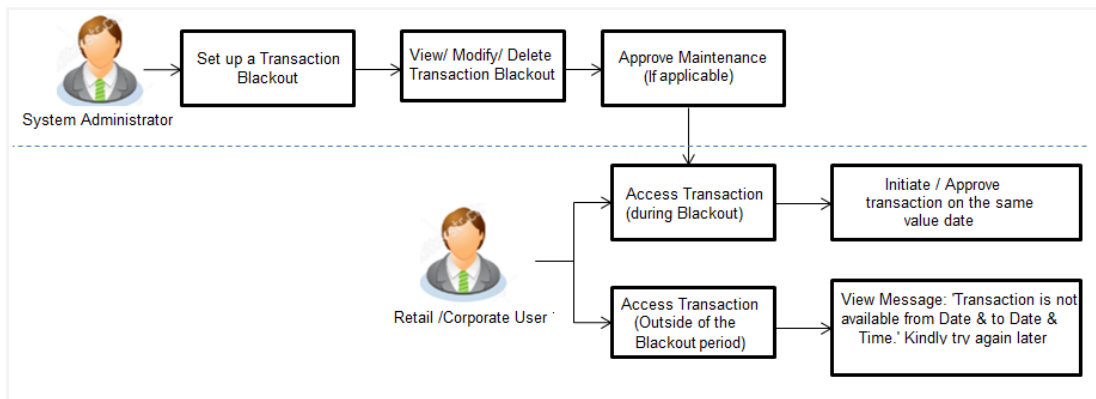 Set up a Transaction
Blackout
View/ Modify/ Delete
Transaction Blackout
Approve Maintenance
(If applicable)
System Administrator
Access Transaction
(during Blackout)
Initiate / Approve
transaction on the same
value date
Retail /Corporate User
Access Transaction
(Outside of the
Blackout period)
View Message: 'Transaction is not
available from Date & to Date &
Time.' Kindly try again later